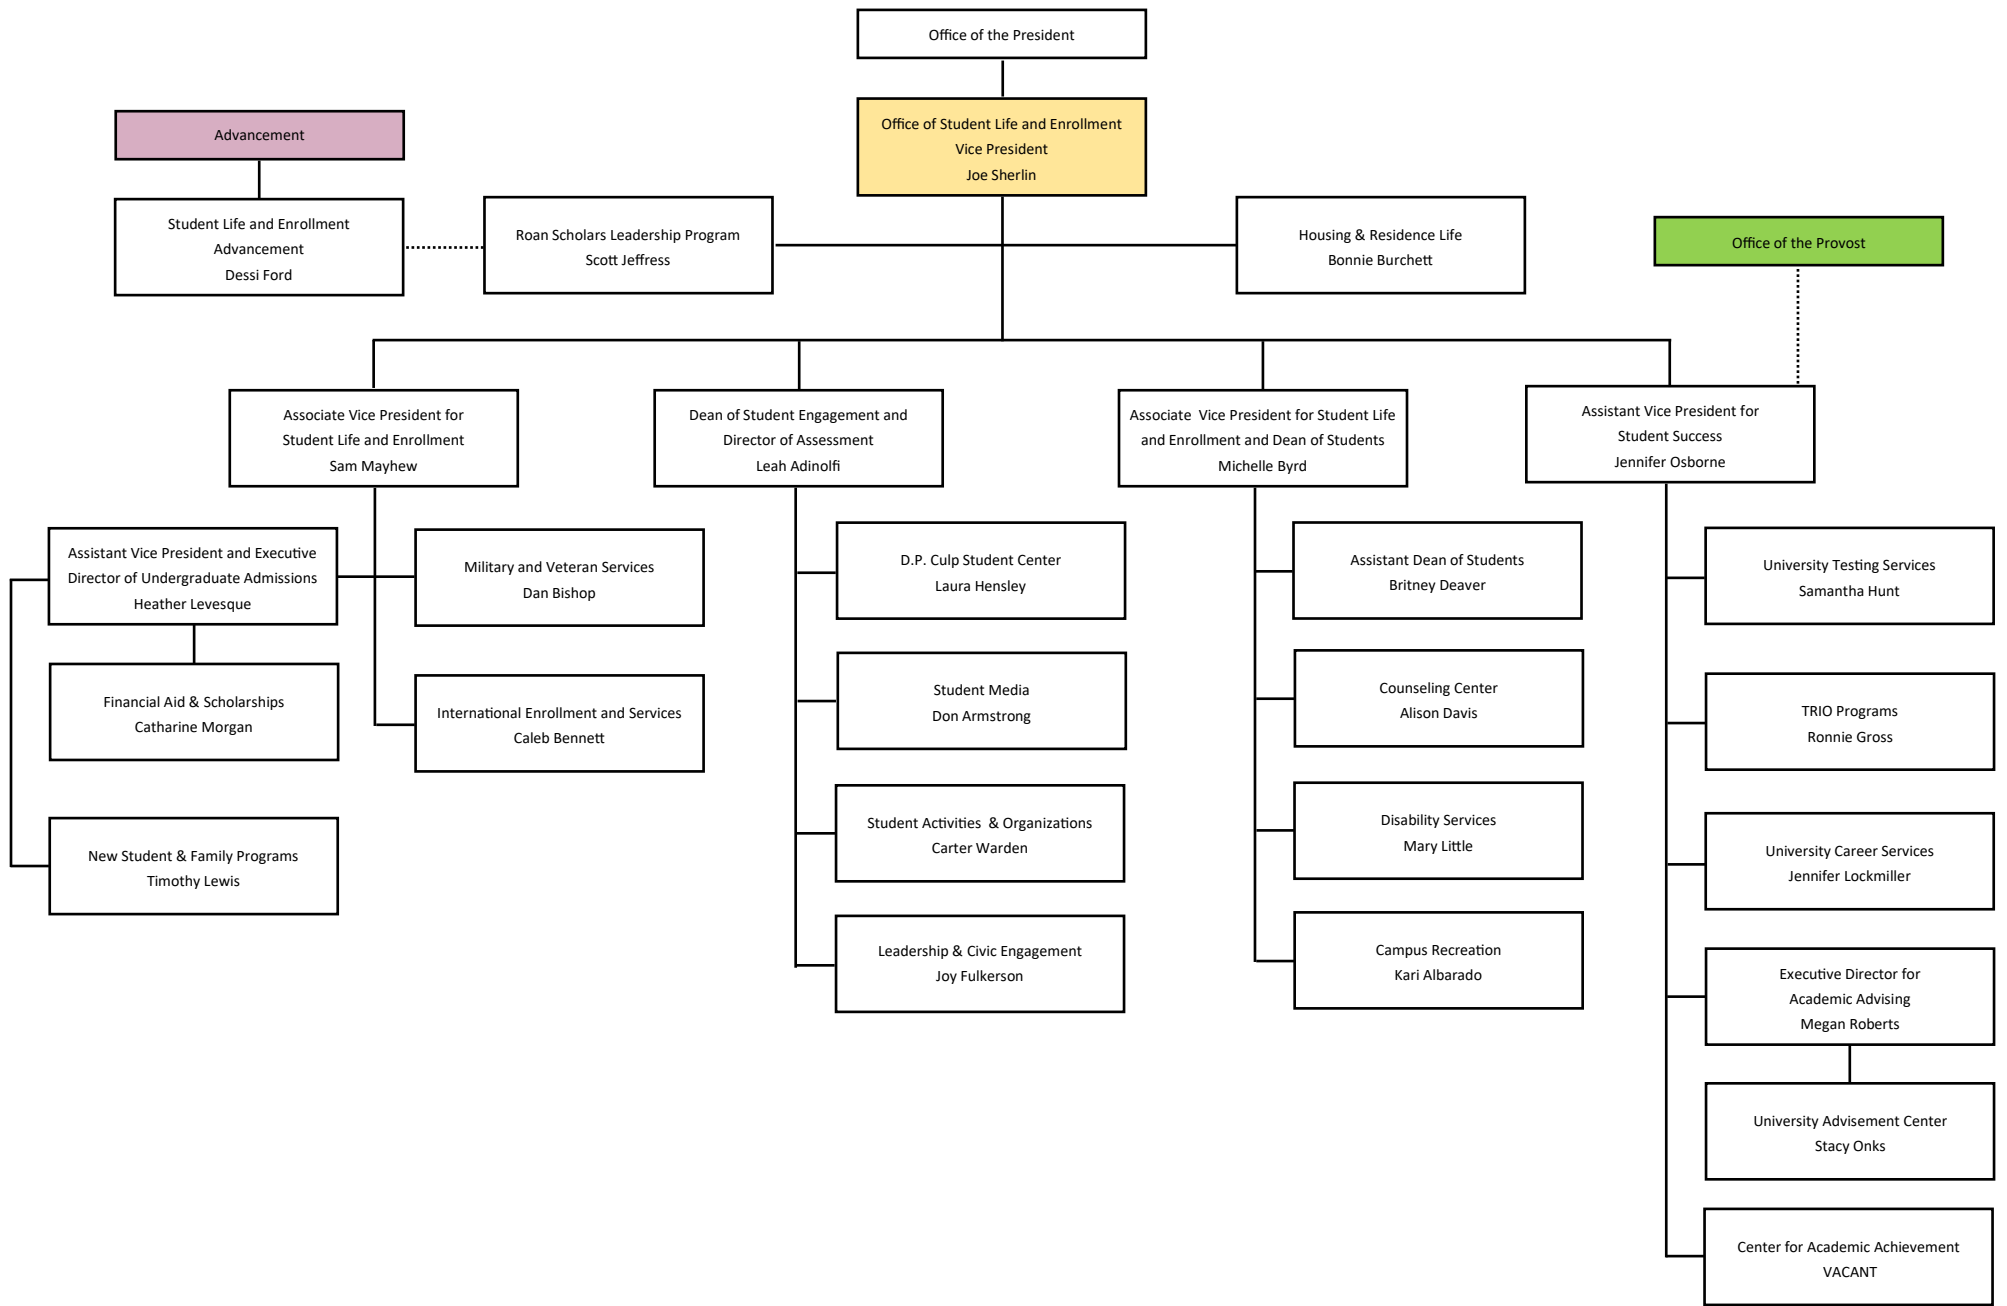 Office of the President
Advancement
Office of Student Life and Enrollment
Vice President
Joe Sherlin
Student Life and Enrollment
Advancement
Dessi Ford
Roan Scholars Leadership Program
Scott Jeffress
Housing & Residence Life
Bonnie Burchett
Office of the Provost
Associate Vice President for
Student Life and Enrollment
Sam Mayhew
Dean of Student Engagement and
Director of Assessment
Leah Adinolfi
Associate Vice President for Student Life
and Enrollment and Dean of Students
Michelle Byrd
Assistant Vice President for
Student Success
Jennifer Osborne
Assistant Vice President and Executive
Director of Undergraduate Admissions
Heather Levesque
Military and Veteran Services
Dan Bishop
Financial Aid & Scholarships
Catharine Morgan
International Enrollment and Services
Caleb Bennett
New Student & Family Programs
Timothy Lewis
D.P. Culp Student Center
Laura Hensley
Student Media
Don Armstrong
Student Activities & Organizations
Carter Warden
Leadership & Civic Engagement
Joy Fulkerson
Assistant Dean of Students
Britney Deaver
Counseling Center
Alison Davis
Disability Services
Mary Little
Campus Recreation
Kari Albarado
University Testing Services
Samantha Hunt
TRIO Programs
Ronnie Gross
University Career Services
Jennifer Lockmiller
Executive Director for
Academic Advising
Megan Roberts
University Advisement Center
Stacy Onks
Center for Academic Achievement
VACANT